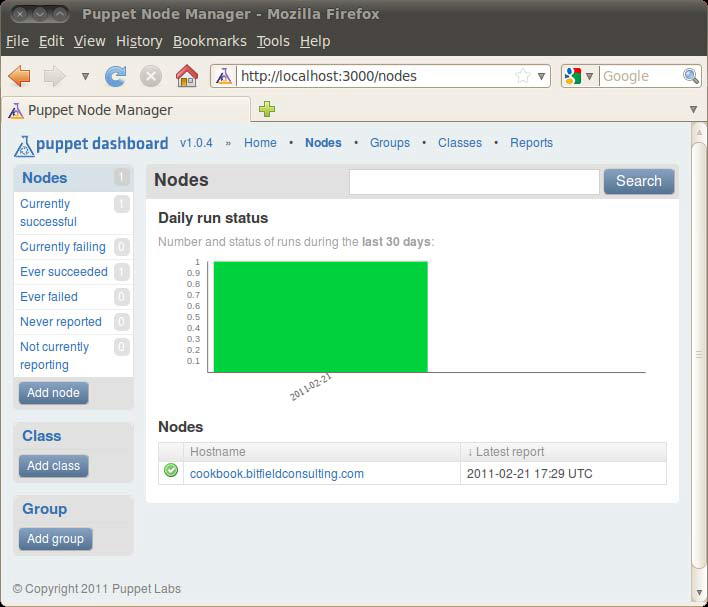 Puppet Node Manager - Mozilla Firefox
File Edit View History Bookmarks Tools Help
http://localhost:3000/nodes
Google
Puppet Node Manager
puppet dashboard v1.0.4 » Home • Nodes • Groups • Classes • Reports
Nodes 1
Currently successful 1
Currently failing 0
Ever succeeded 1
Ever failed 0
Never reported 0
Not currently reporting 0
Add node
Class
Add class
Group
Add group
Nodes
Search
Daily run status
Number and status of runs during the last 30 days:
1
0.9
0.8
0.7
0.6
0.5
0.4
0.3
0.2
0.1
2011-02-21
Nodes
Hostname ↓ Latest report
cookbook.bitfieldconsulting.com 2011-02-21 17:29 UTC
© Copyright 2011 Puppet Labs